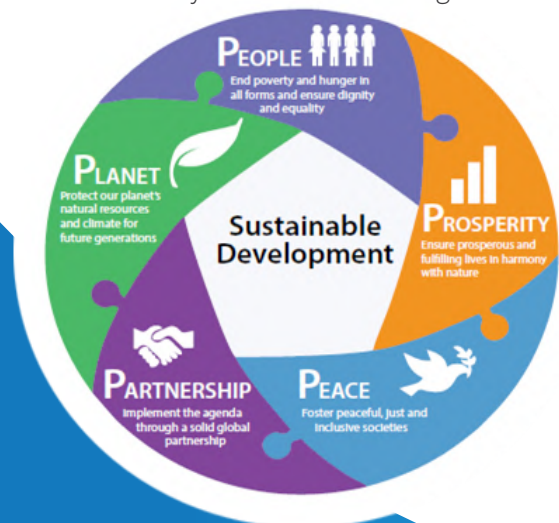 PEOPLE
End poverty and hunger in
all forms and ensure dignity
and equality
PROSPERITY
Ensure prosperous and
fulfilling lives in harmony
with nature
PEACE
Foster peaceful, just and
inclusive societies
PARTNERSHIP
Implement the agenda
through a solid global
partnership
PLANET
Protect our planet's
natural resources
and climate for
future generations
Sustainable
Development